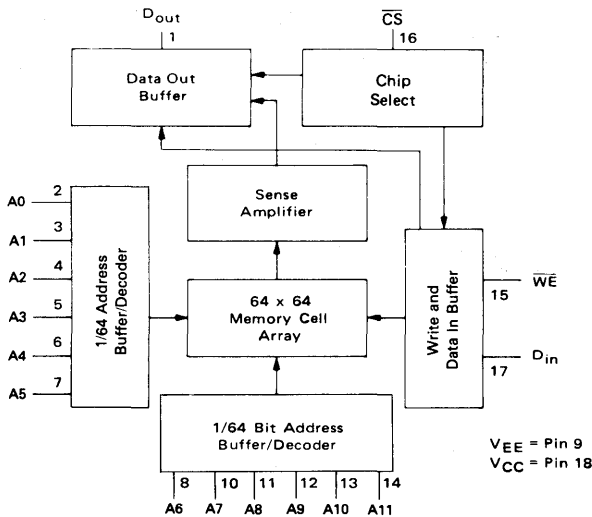 Dout
1
CS
16
Data Out
Buffer
Chip
Select
Sense
Amplifier
A0 2
A1 3
A2 4
A3 5
A4 6
A5 7
1/64 Address
Buffer/Decoder
64 x 64
Memory Cell
Array
Write and
Data In Buffer
15 WE
17 Din
1/64 Bit Address
Buffer/Decoder
8 10 11 12 13 14
A6 A7 A8 A9 A10 A11
VEE = Pin 9
VCC = Pin 18